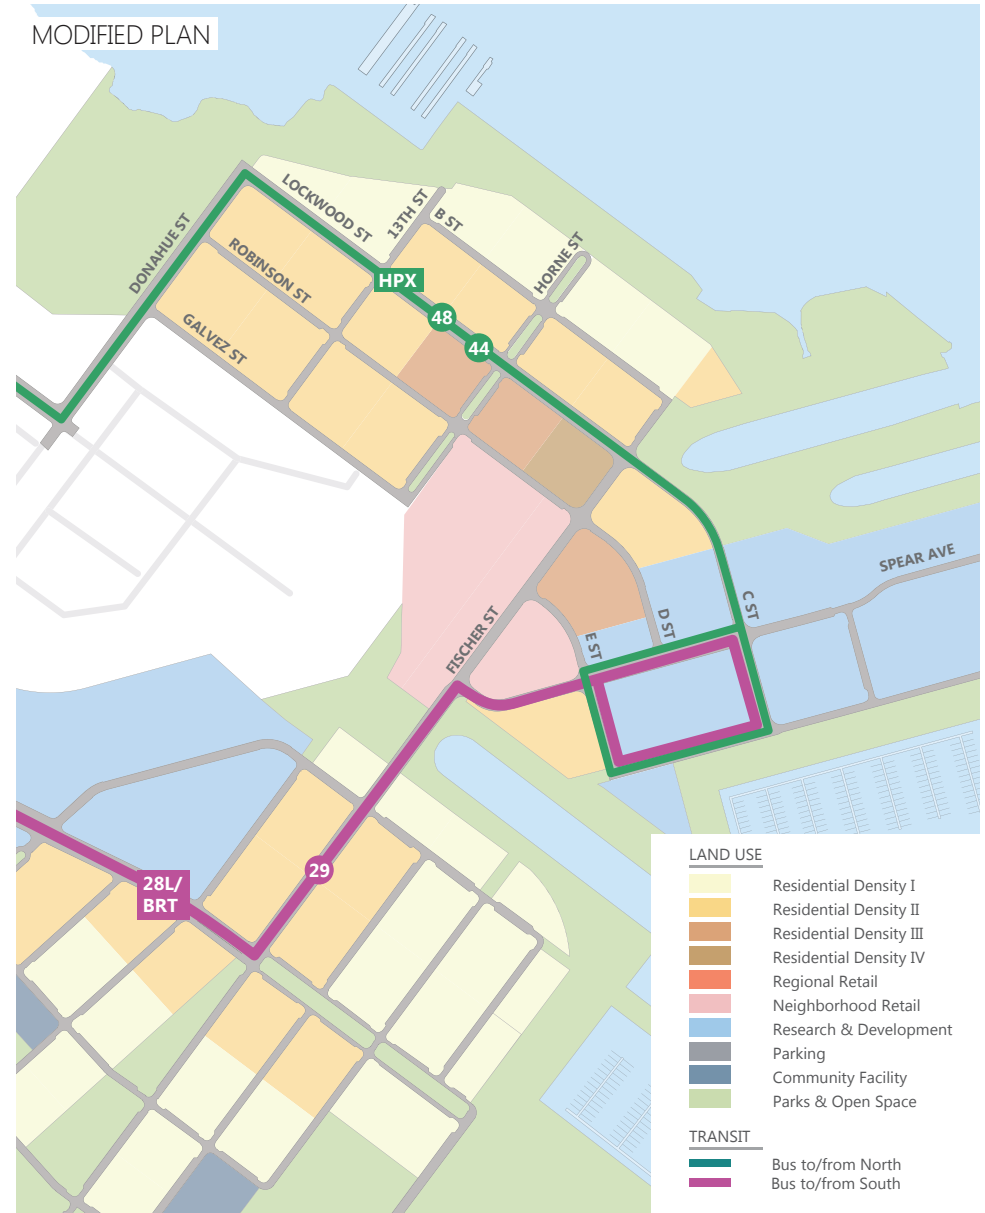 MODIFIED PLAN
LOCKWOOD ST
13TH ST
B ST
DONAHUE ST
ROBINSON ST
HORNE ST
HPX
48
44
GALVEZ ST
SPEAR AVE
C ST
D ST
E ST
FISCHER ST
29
28L/
BRT
LAND USE
Residential Density I
Residential Density II
Residential Density III
Residential Density IV
Regional Retail
Neighborhood Retail
Research & Development
Parking
Community Facility
Parks & Open Space
TRANSIT
Bus to/from North
Bus to/from South